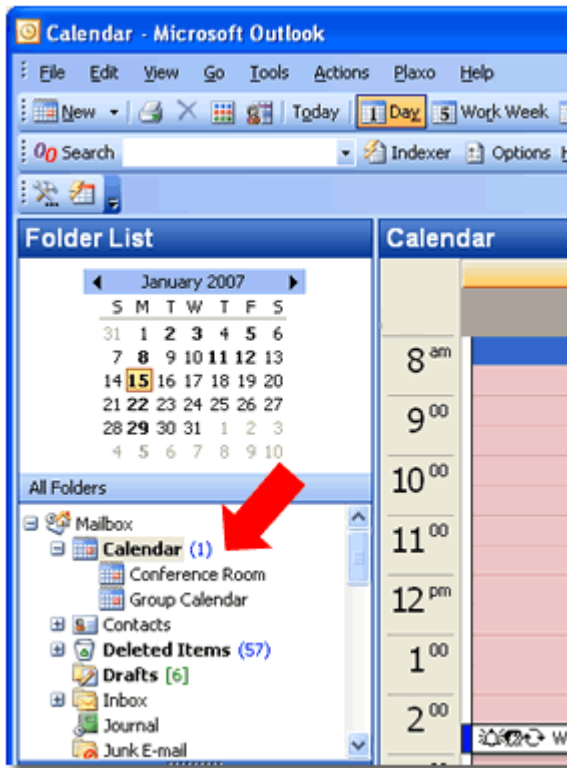 Calendar - Microsoft Outlook
File Edit View Go Tools Actions Plaxo Help
New Today 1 Day 5 Work Week
Search Indexer Options
Folder List
January 2007
S M T W T F S
31 1 2 3 4 5 6
7 8 9 10 11 12 13
14 15 16 17 18 19 20
21 22 23 24 25 26 27
28 29 30 31 1 2 3
4 5 6 7 8 9 10
All Folders
Mailbox
Calendar (1)
Conference Room
Group Calendar
Contacts
Deleted Items (57)
Drafts [6]
Inbox
Journal
Junk E-mail
Calendar
8 am
9 00
10 00
11 00
12 pm
1 00
2 00
W